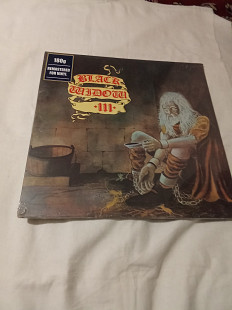 180g
REMASTERED
FOR VINYL
BLACK
WIDOW
III